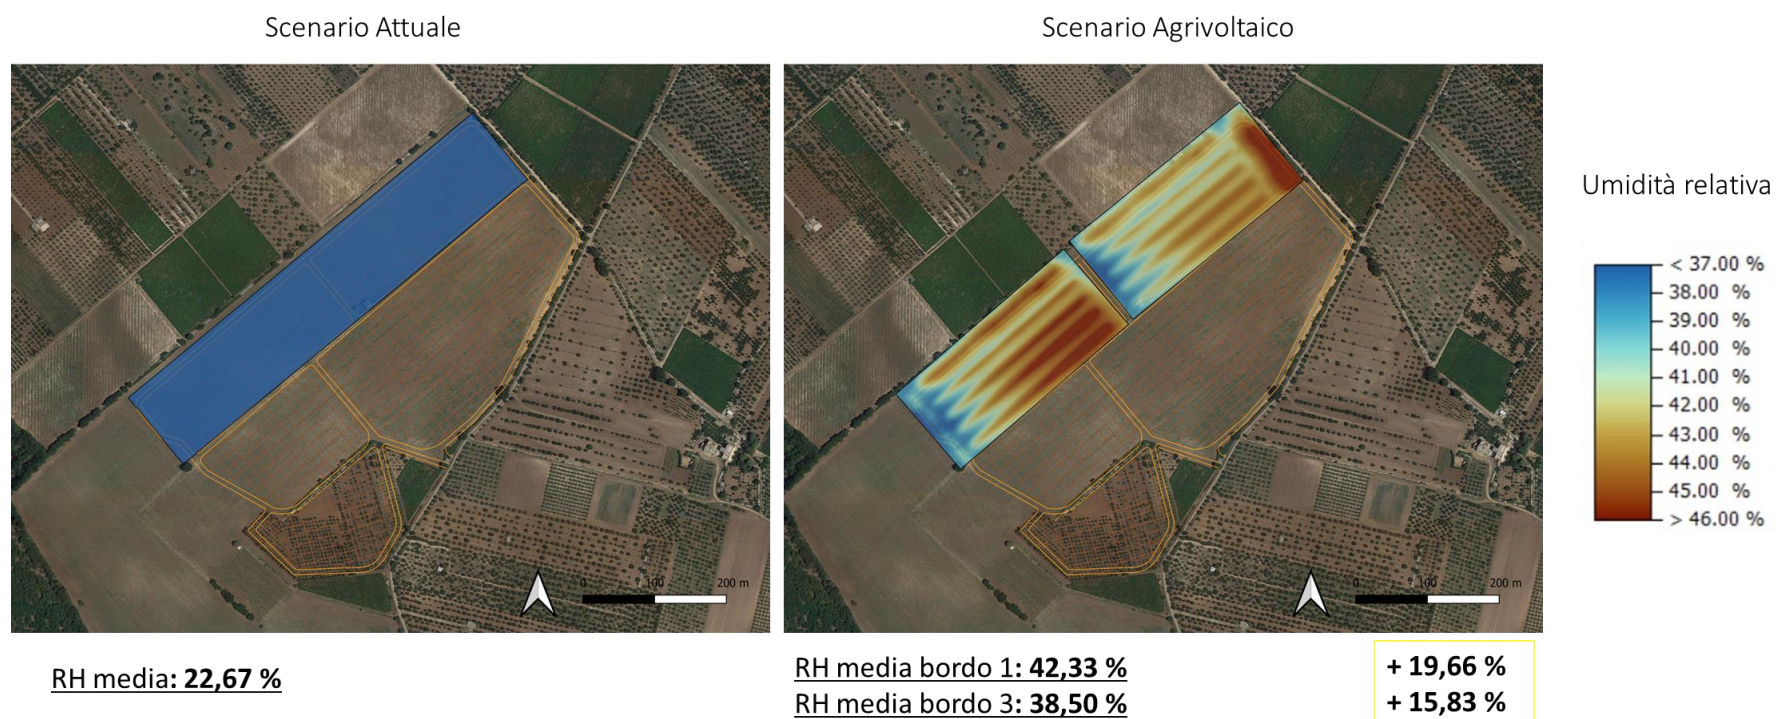 Scenario Attuale
Scenario Agrivoltaico
Umidità relativa
< 37.00 %
38.00 %
39.00 %
40.00 %
41.00 %
42.00 %
43.00 %
44.00 %
45.00 %
> 46.00 %
0 100 200 m
0 100 200 m
RH media: 22,67 %
RH media bordo 1: 42,33 %
+ 19,66 %
RH media bordo 3: 38,50 %
+ 15,83 %